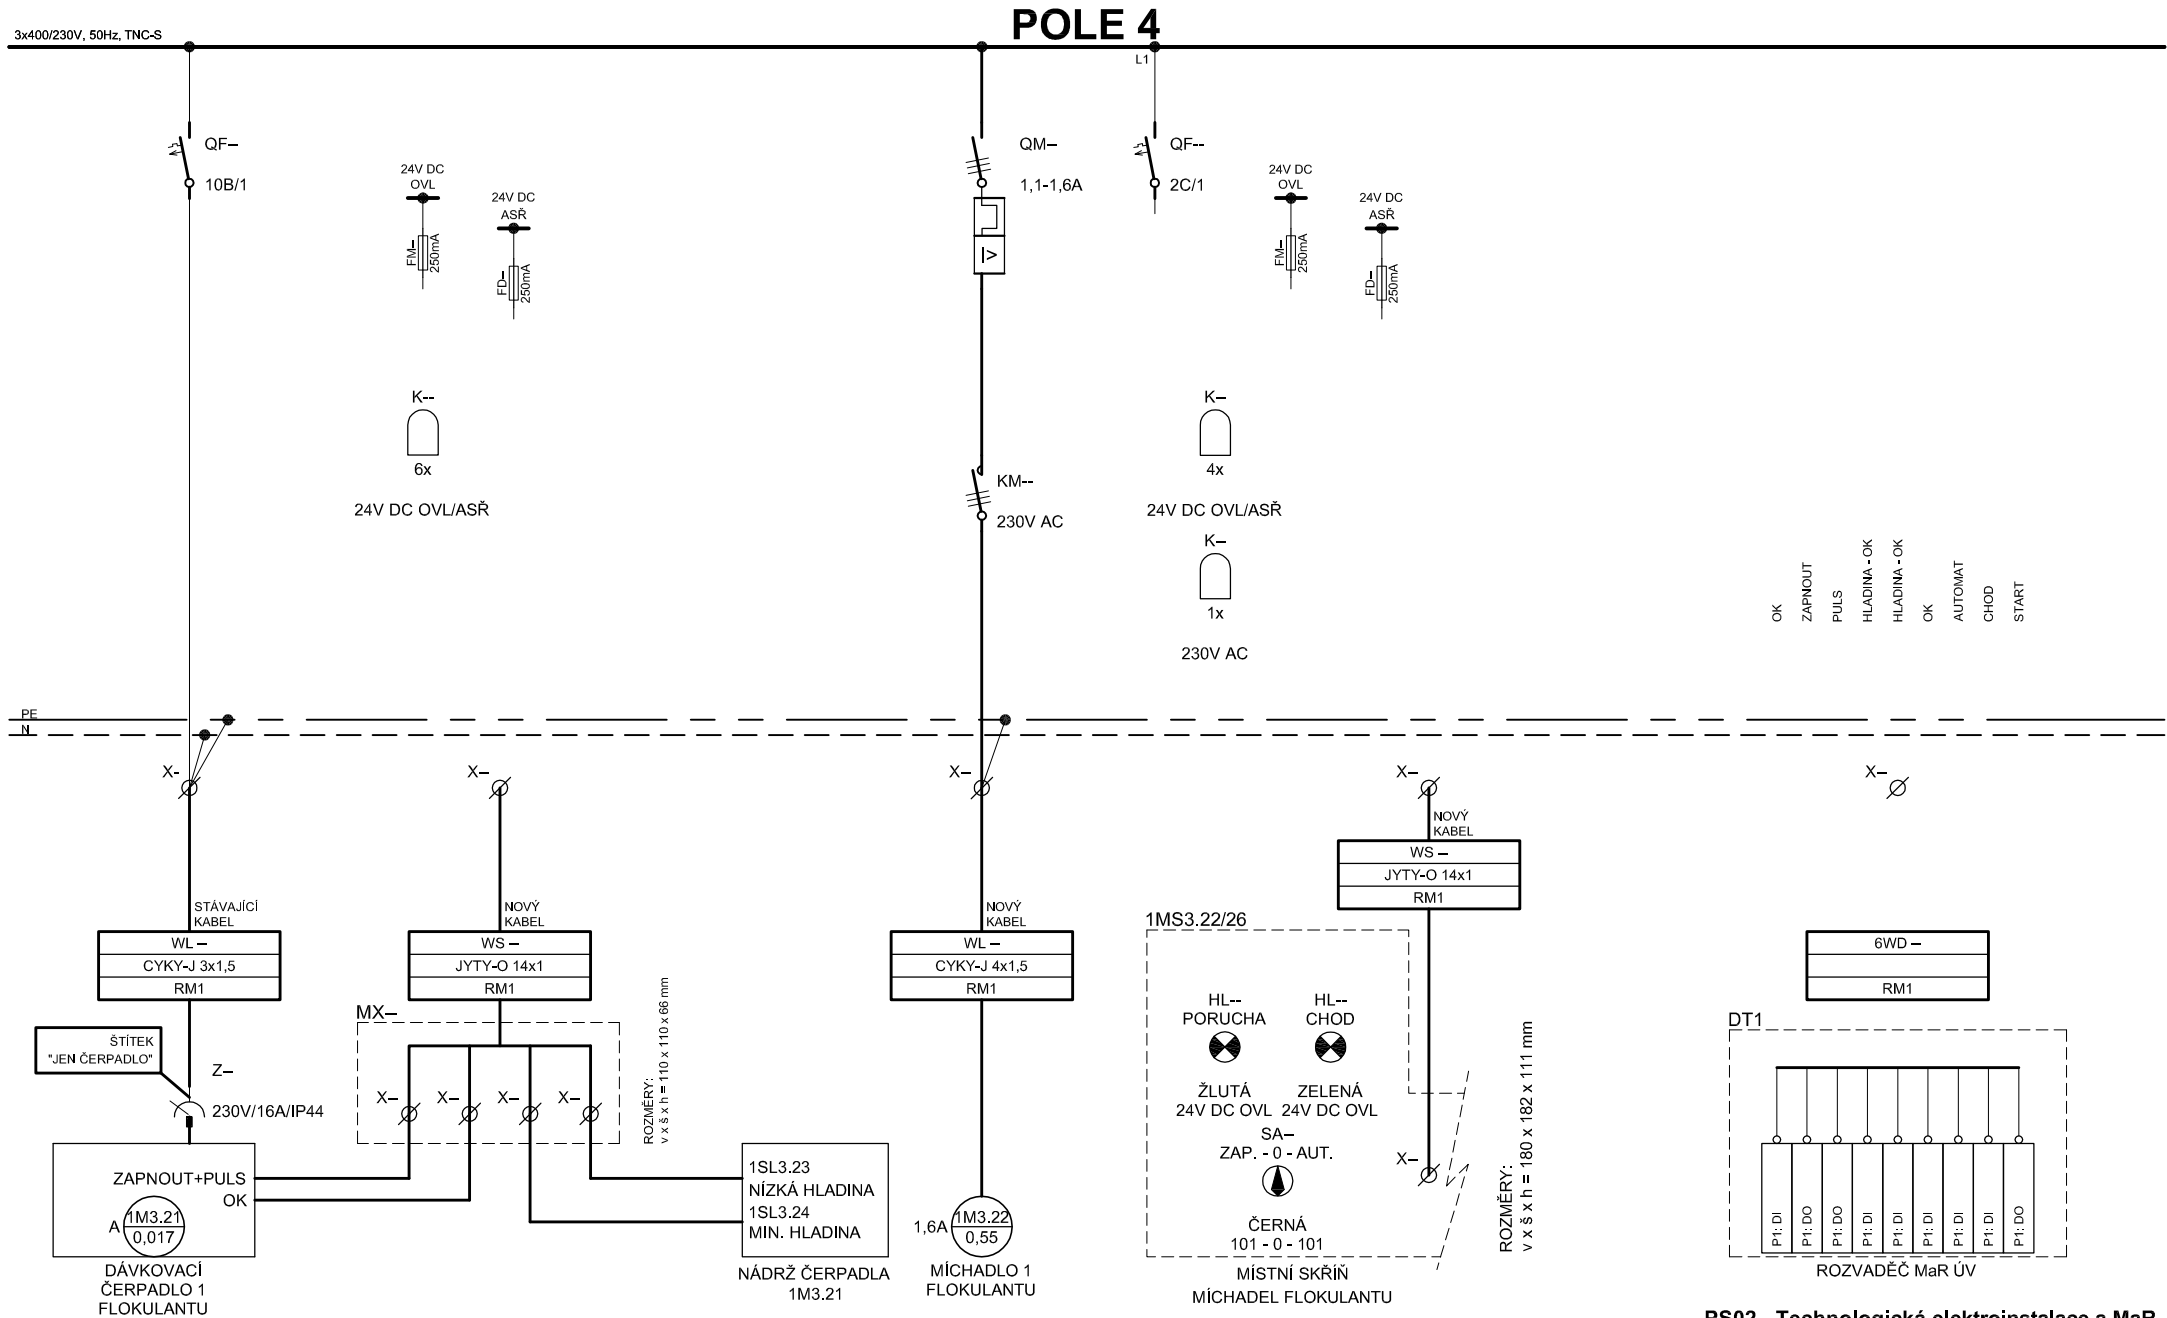 POLE 4
3x400/230V, 50Hz, TNC-S
L1
QF–
10B/1
24V DC
OVL
FM–
250mA
24V DC
ASŘ
FD–
250mA
QM–
1,1-1,6A
I>
QF--
2C/1
24V DC
OVL
FM–
250mA
24V DC
ASŘ
FD–
250mA
K--
6x
24V DC OVL/ASŘ
KM--
230V AC
K–
4x
24V DC OVL/ASŘ
K–
1x
230V AC
OK
ZAPNOUT
PULS
HLADINA - OK
HLADINA - OK
OK
AUTOMAT
CHOD
START
PE
N
X-
X–
X–
X–
X–
STÁVAJÍCÍ
KABEL
WL –
CYKY-J 3x1,5
RM1
NOVÝ
KABEL
WS –
JYTY-O 14x1
RM1
NOVÝ
KABEL
WL –
CYKY-J 4x1,5
RM1
NOVÝ
KABEL
WS –
JYTY-O 14x1
RM1
6WD –
RM1
ŠTÍTEK
"JEN ČERPADLO"
Z–
230V/16A/IP44
MX–
X–
X–
X–
X–
ROZMĚRY:
v x š x h = 110 x 110 x 66 mm
ZAPNOUT+PULS
OK
A
1M3.21
0,017
DÁVKOVACÍ
ČERPADLO 1
FLOKULANTU
1SL3.23
NÍZKÁ HLADINA
1SL3.24
MIN. HLADINA
NÁDRŽ ČERPADLA
1M3.21
1,6A
1M3.22
0,55
MÍCHADLO 1
FLOKULANTU
1MS3.22/26
HL--
PORUCHA
ŽLUTÁ
24V DC OVL
HL--
CHOD
ZELENÁ
24V DC OVL
SA–
ZAP. - 0 - AUT.
ČERNÁ
101 - 0 - 101
X–
MÍSTNÍ SKŘÍŇ
MÍCHADEL FLOKULANTU
ROZMĚRY:
v x š x h = 180 x 182 x 111 mm
DT1
P1: DI
P1: DO
P1: DO
P1: DI
P1: DI
P1: DI
P1: DI
P1: DI
P1: DO
ROZVADĚČ MaR ÚV
PS02 - Technologická elektroinstalace a MaR